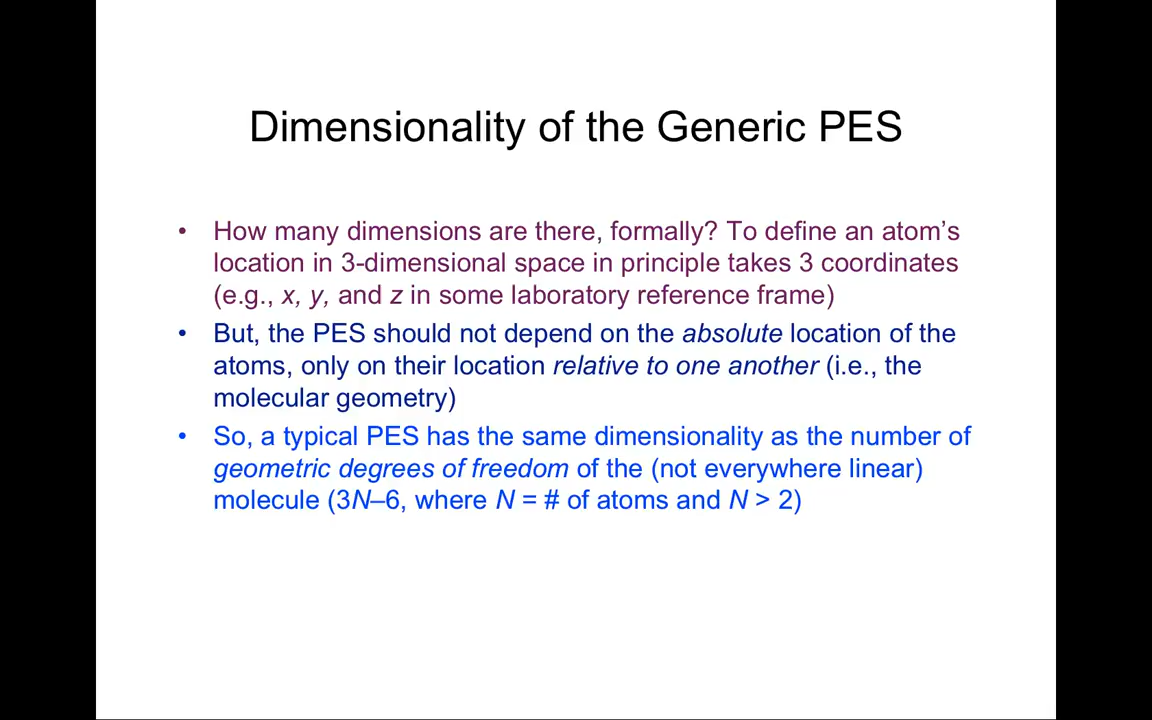 Dimensionality of the Generic PES
• How many dimensions are there, formally? To define an atom’s
location in 3-dimensional space in principle takes 3 coordinates
(e.g., x, y, and z in some laboratory reference frame)
• But, the PES should not depend on the absolute location of the
atoms, only on their location relative to one another (i.e., the
molecular geometry)
• So, a typical PES has the same dimensionality as the number of
geometric degrees of freedom of the (not everywhere linear)
molecule (3N–6, where N = # of atoms and N > 2)